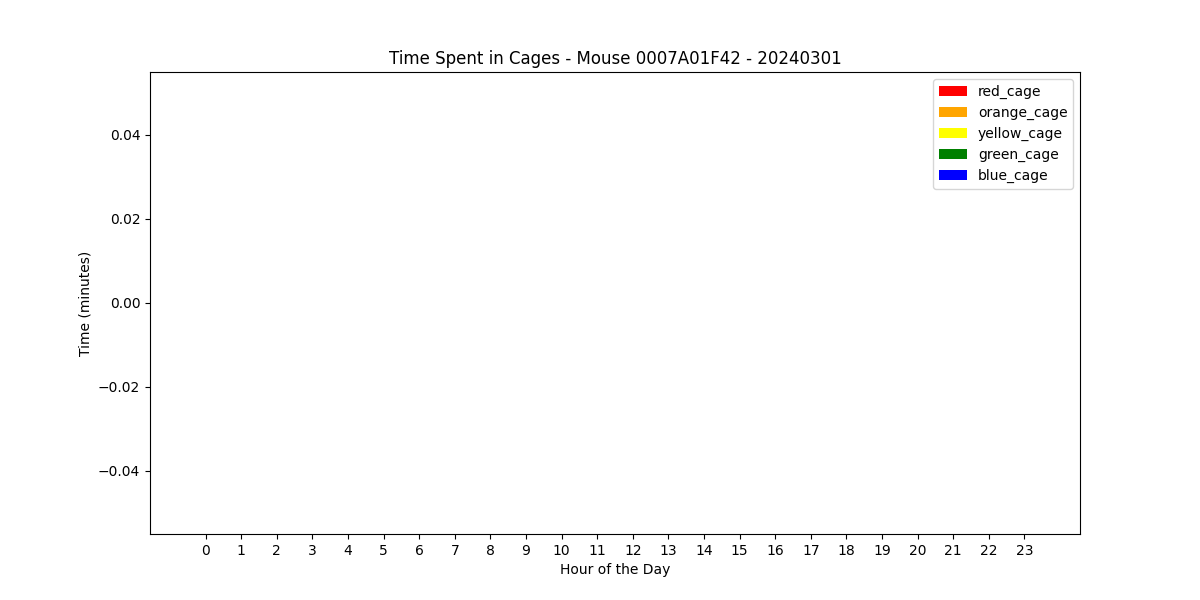 Time Spent in Cages - Mouse 0007A01F42 - 20240301
red_cage
orange_cage
yellow_cage
green_cage
blue_cage
Time (minutes)
0.04
0.02
0.00
−0.02
−0.04
0 1 2 3 4 5 6 7 8 9 10 11 12 13 14 15 16 17 18 19 20 21 22 23
Hour of the Day